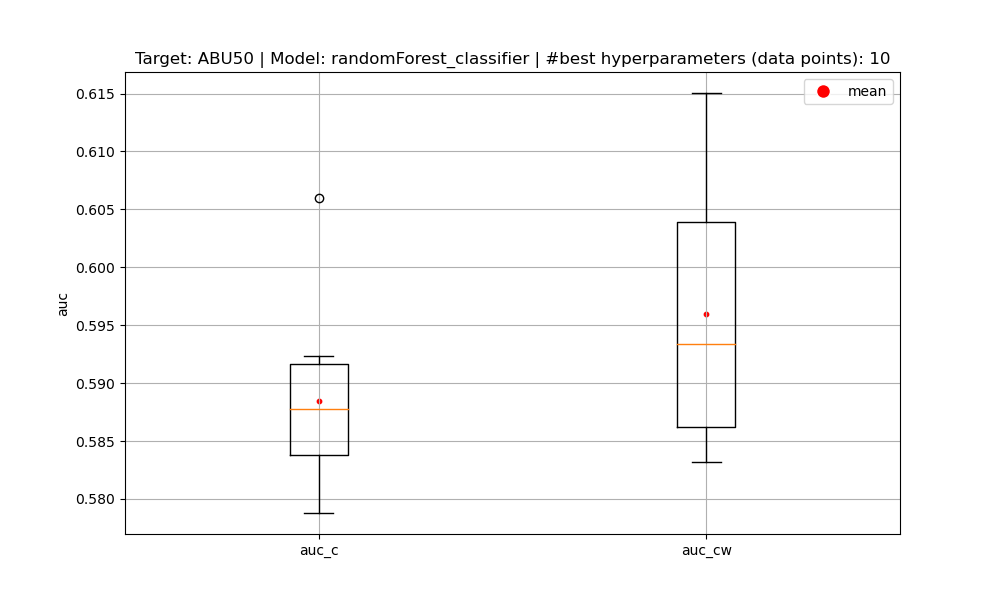 Target: ABU50 | Model: randomForest_classifier | #best hyperparameters (data points): 10
mean
0.615
0.610
0.605
0.600
0.595
0.590
0.585
0.580
auc
auc_c
auc_cw